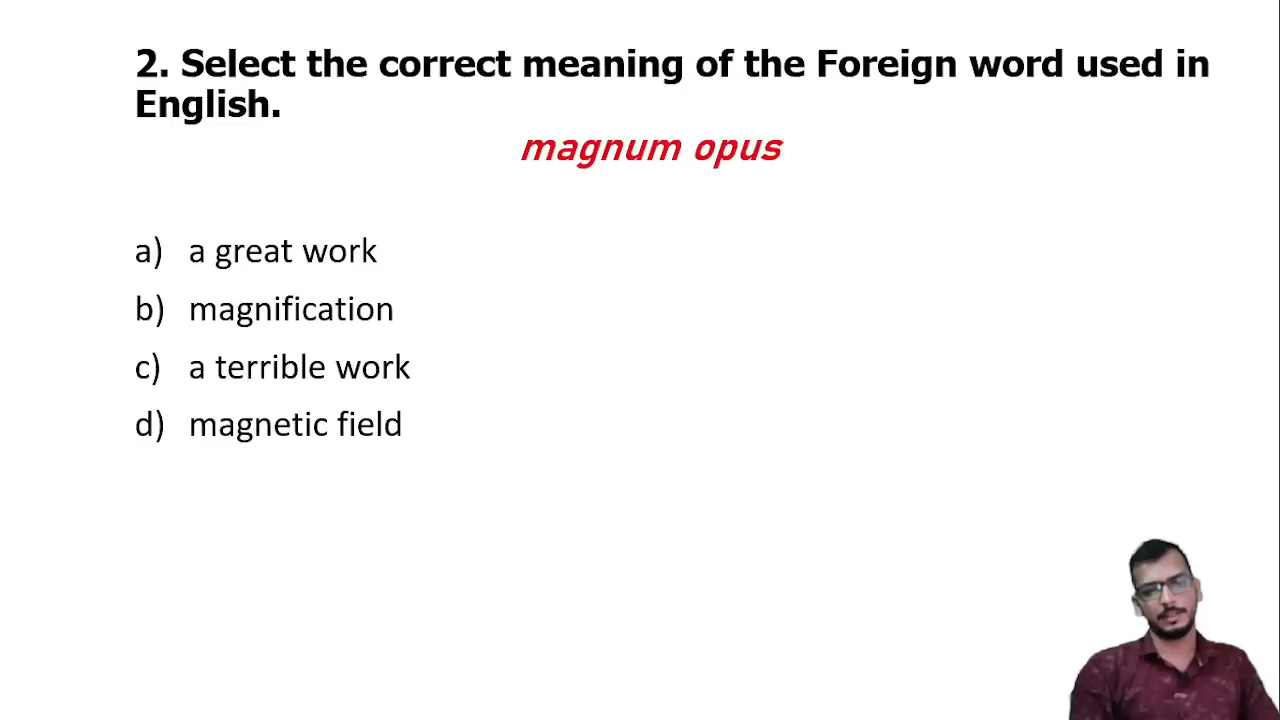 2. Select the correct meaning of the Foreign word used in
English.
magnum opus
a) a great work
b) magnification
c) a terrible work
d) magnetic field